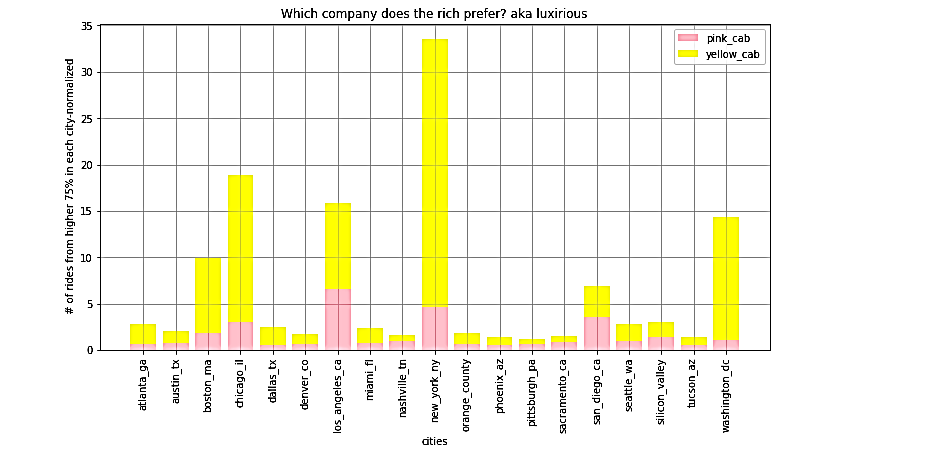 Which company does the rich prefer? aka luxirious
pink_cab
yellow_cab
# of rides from higher 75% in each city-normalized
35
30
25
20
15
10
5
0
atlanta_ga
austin_tx
boston_ma
chicago_il
dallas_tx
denver_co
los_angeles_ca
miami_fl
nashville_tn
new_york_ny
orange_county
phoenix_az
pittsburgh_pa
sacramento_ca
san_diego_ca
seattle_wa
silicon_valley
tucson_az
washington_dc
cities